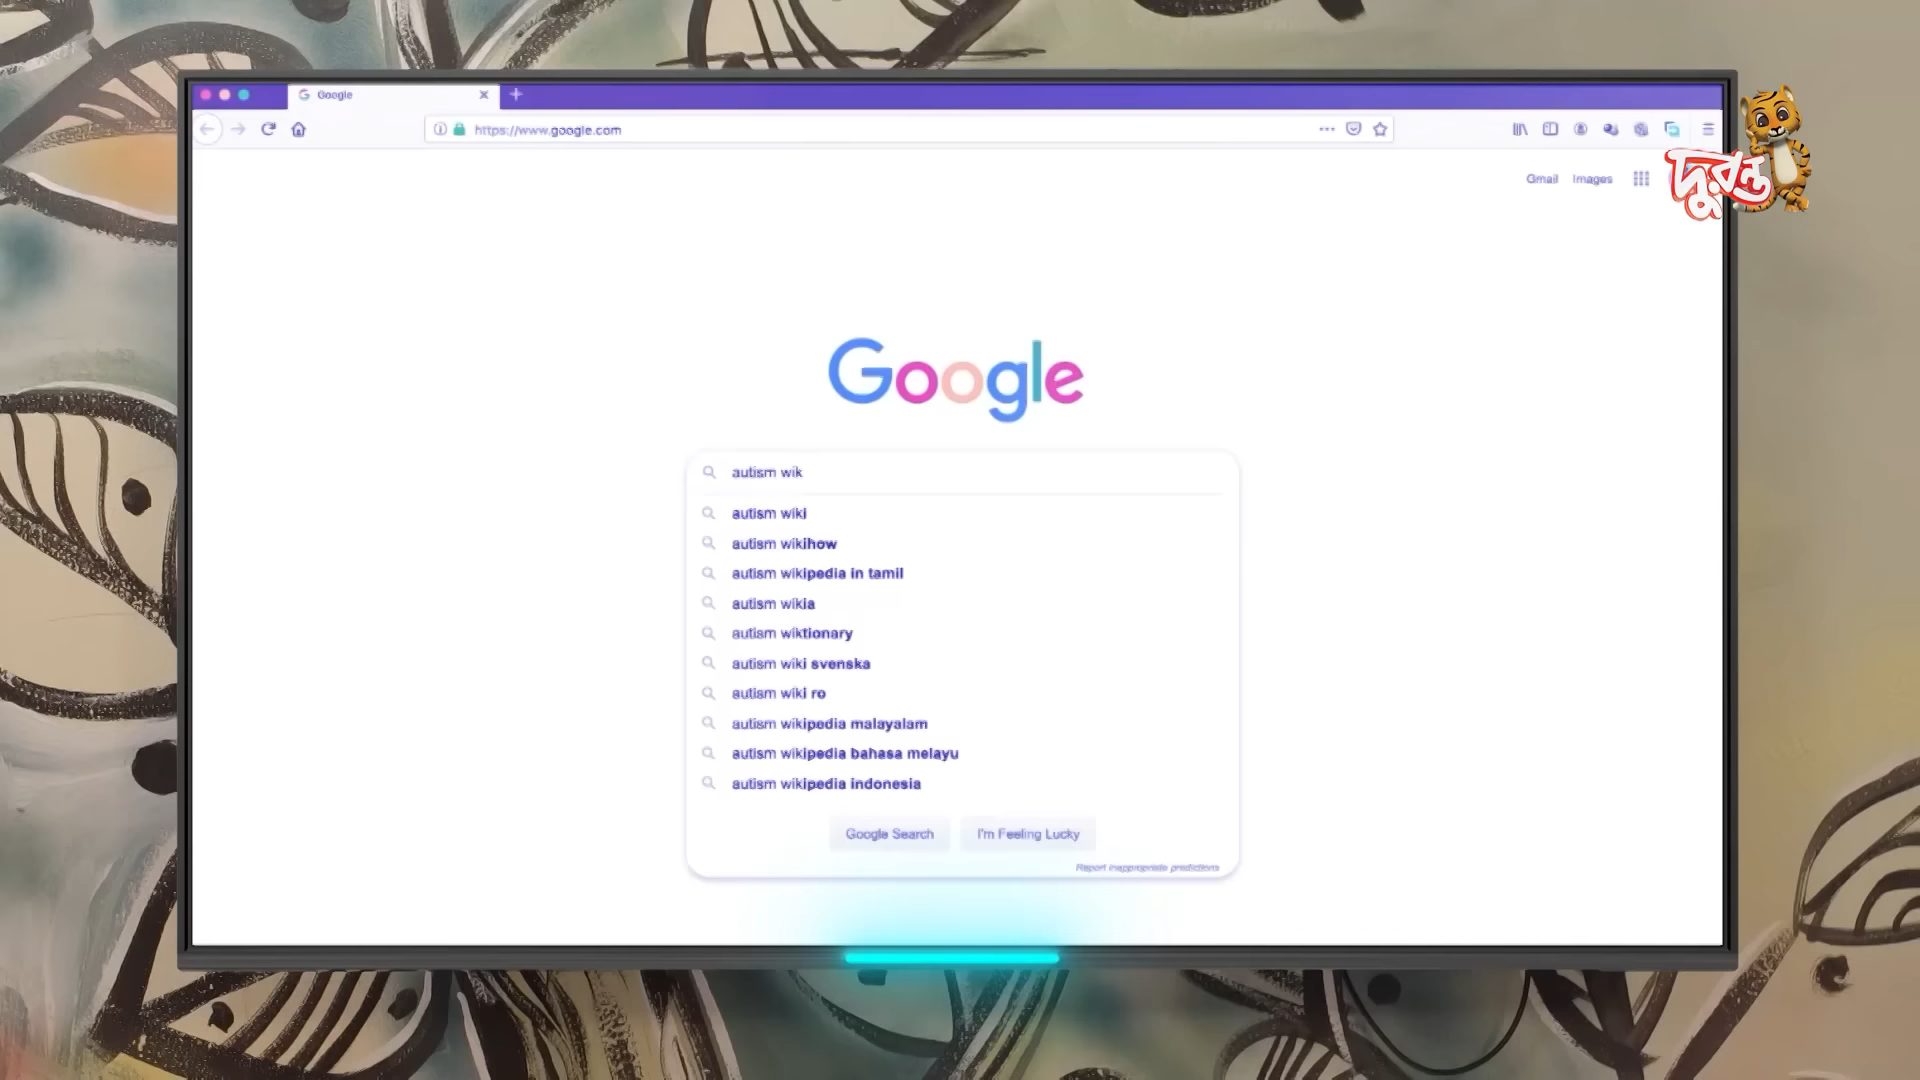 Google
https://www.google.com
Gmail Images
দুরন্ত
Google
autism wik
autism wiki
autism wikihow
autism wikipedia in tamil
autism wikia
autism wiktionary
autism wiki svenska
autism wiki ro
autism wikipedia malayalam
autism wikipedia bahasa melayu
autism wikipedia indonesia
Google Search I'm Feeling Lucky
Report inappropriate predictions